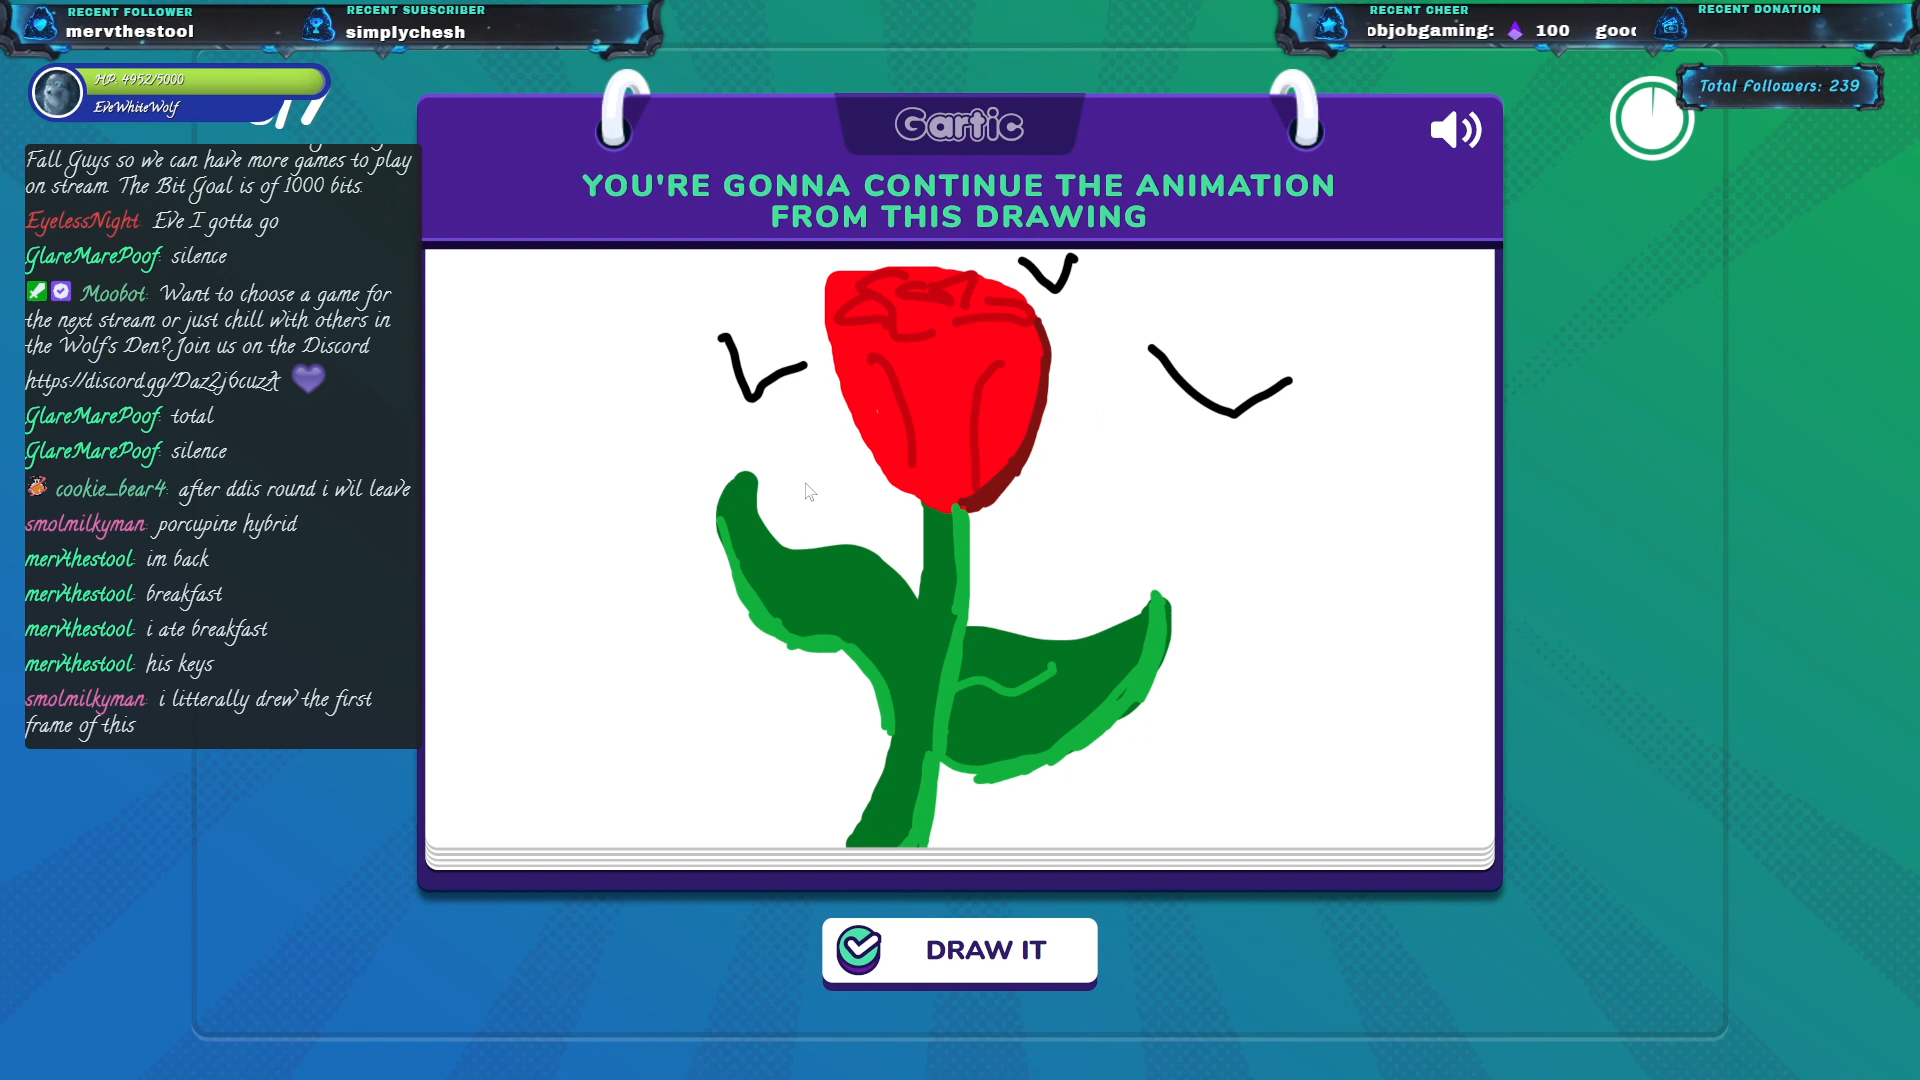 RECENT FOLLOWER
mervthestool
RECENT SUBSCRIBER
simplychesh
RECENT CHEER
objobgaming: 100
RECENT DONATION
Total Followers: 239
HP: 4952/5000
EveWhiteWolf
Gartic
YOU'RE GONNA CONTINUE THE ANIMATION
FROM THIS DRAWING
Fall Guys so we can have more games to play
on stream. The Bit Goal is of 1000 bits.
EyelessNight: Eve I gotta go
GlareMarePoof: silence
Moobot: Want to choose a game for
the next stream or just chill with others in
the Wolf's Den? Join us on the Discord
https://discord.gg/Daz2j6cuzA
GlareMarePoof: total
GlareMarePoof: silence
cookie_bear4: after ddis round i wil leave
smolmilkyman: porcupine hybrid
mervthestool: im back
mervthestool: breakfast
mervthestool: i ate breakfast
mervthestool: his keys
smolmilkyman: i litterally drew the first
frame of this
DRAW IT